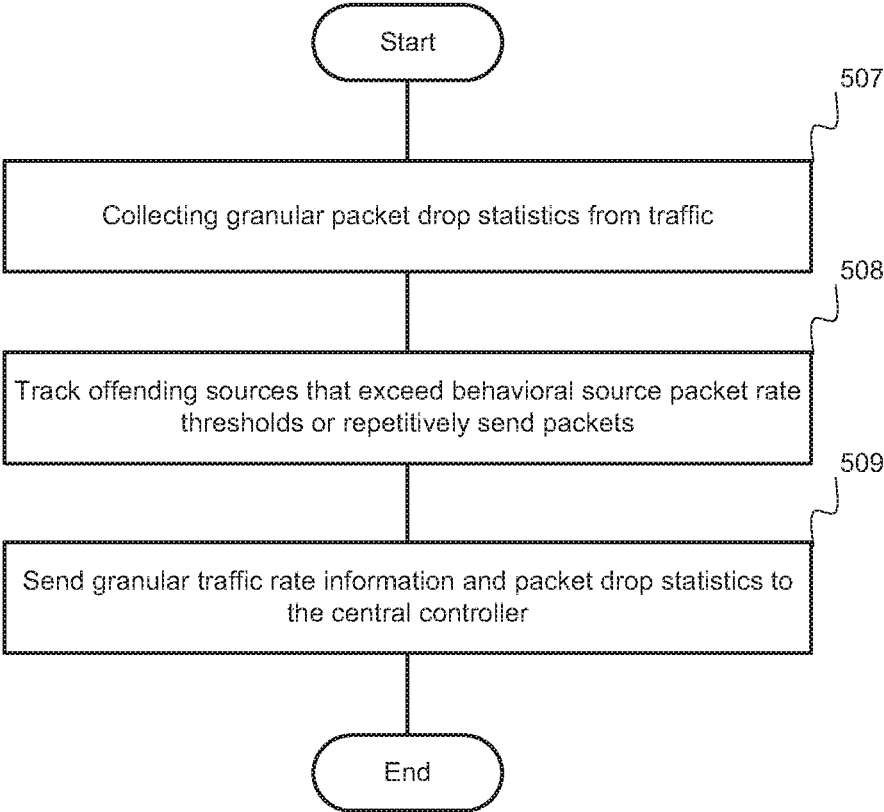 Start
507
Collecting granular packet drop statistics from traffic
508
Track offending sources that exceed behavioral source packet rate
thresholds or repetitively send packets
509
Send granular traffic rate information and packet drop statistics to
the central controller
End